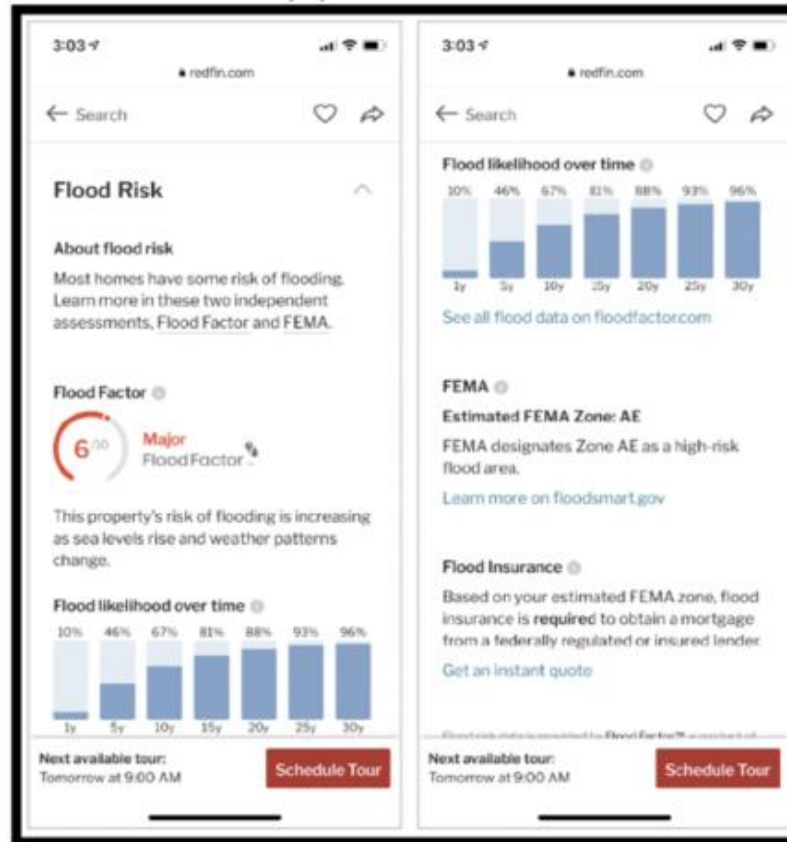 3:03
redfin.com
← Search
Flood Risk
About flood risk
Most homes have some risk of flooding.
Learn more in these two independent
assessments, Flood Factor and FEMA.
Flood Factor
6/10
Major
Flood Factor
This property's risk of flooding is increasing
as sea levels rise and weather patterns
change.
Flood likelihood over time
10% 46% 67% 81% 88% 93% 96%
1y 5y 10y 15y 20y 25y 30y
Next available tour:
Tomorrow at 9:00 AM
Schedule Tour
3:03
redfin.com
← Search
Flood likelihood over time
10% 46% 67% 81% 88% 93% 96%
1y 5y 10y 15y 20y 25y 30y
See all flood data on floodfactor.com
FEMA
Estimated FEMA Zone: AE
FEMA designates Zone AE as a high-risk
flood area.
Learn more on floodsmart.gov
Flood Insurance
Based on your estimated FEMA zone, flood
insurance is required to obtain a mortgage
from a federally regulated or insured lender
Get an instant quote
Next available tour:
Tomorrow at 9:00 AM
Schedule Tour